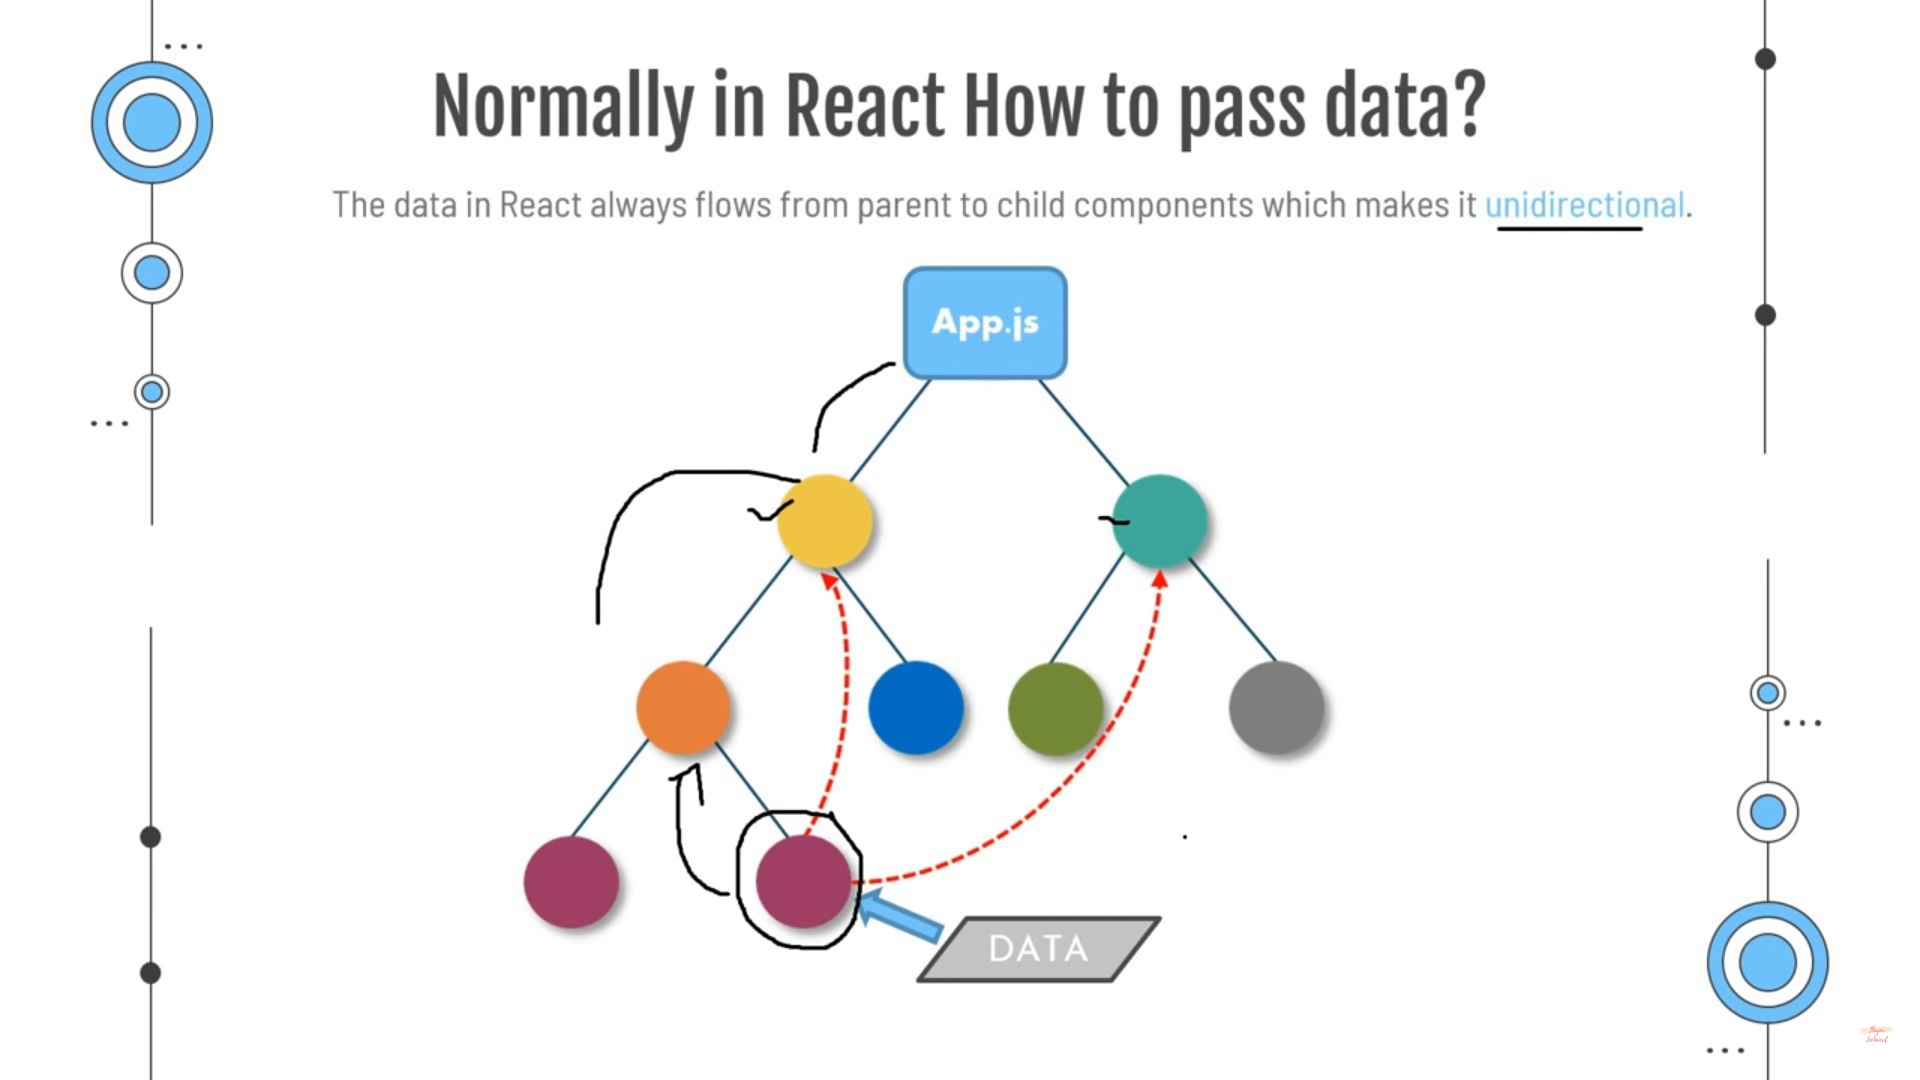 Normally in React How to pass data?
The data in React always flows from parent to child components which makes it unidirectional.
App.js
DATA